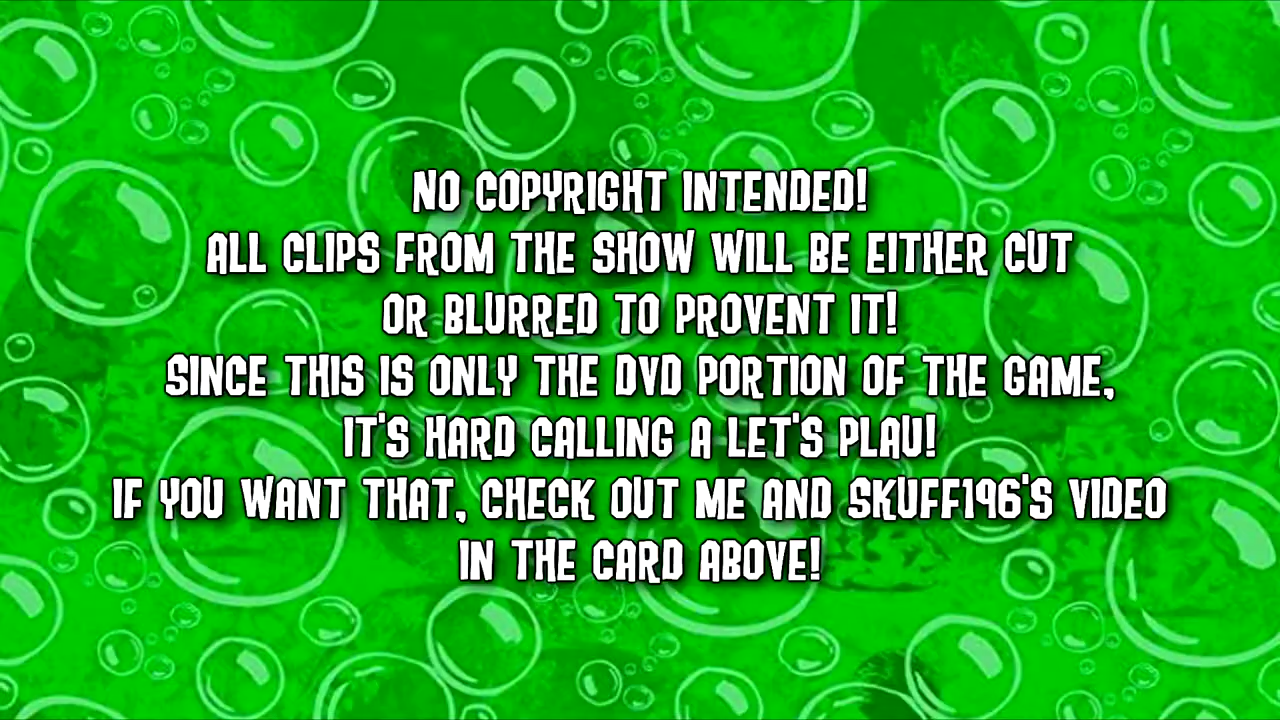 NO COPYRIGHT INTENDED!
ALL CLIPS FROM THE SHOW WILL BE EITHER CUT
OR BLURRED TO PROVENT IT!
SINCE THIS IS ONLY THE DVD PORTION OF THE GAME,
IT'S HARD CALLING A LET'S PLAU!
IF YOU WANT THAT, CHECK OUT ME AND SKUFF196'S VIDEO
IN THE CARD ABOVE!